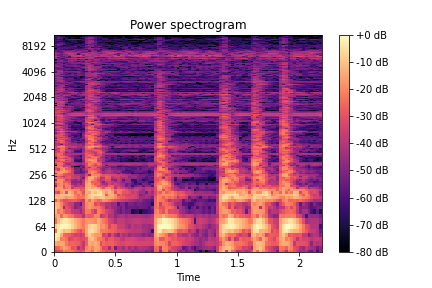 Power spectrogram
8192
4096
2048
1024
512
256
128
64
0
Hz
0
0.5
1
1.5
2
Time
+0 dB
-10 dB
-20 dB
-30 dB
-40 dB
-50 dB
-60 dB
-70 dB
-80 dB